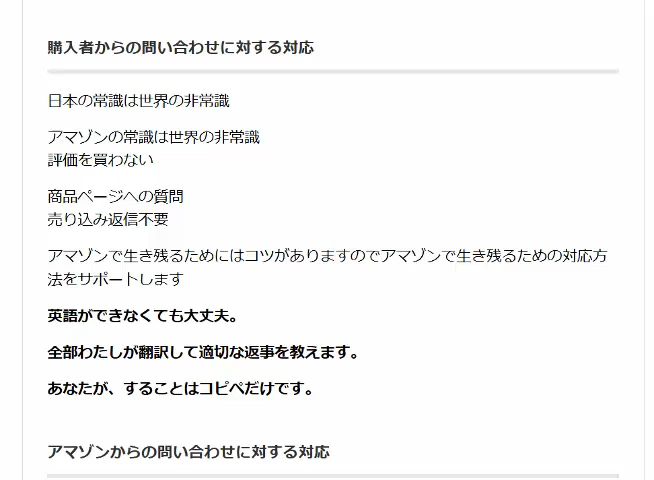 購入者からの問い合わせに対する対応
日本の常識は世界の非常識
アマゾンの常識は世界の非常識
評価を買わない
商品ページへの質問
売り込み返信不要
アマゾンで生き残るためにはコツがありますのでアマゾンで生き残るための対応方
法をサポートします
英語ができなくても大丈夫。
全部わたしが翻訳して適切な返事を教えます。
あなたが、することはコピペだけです。
アマゾンからの問い合わせに対する対応